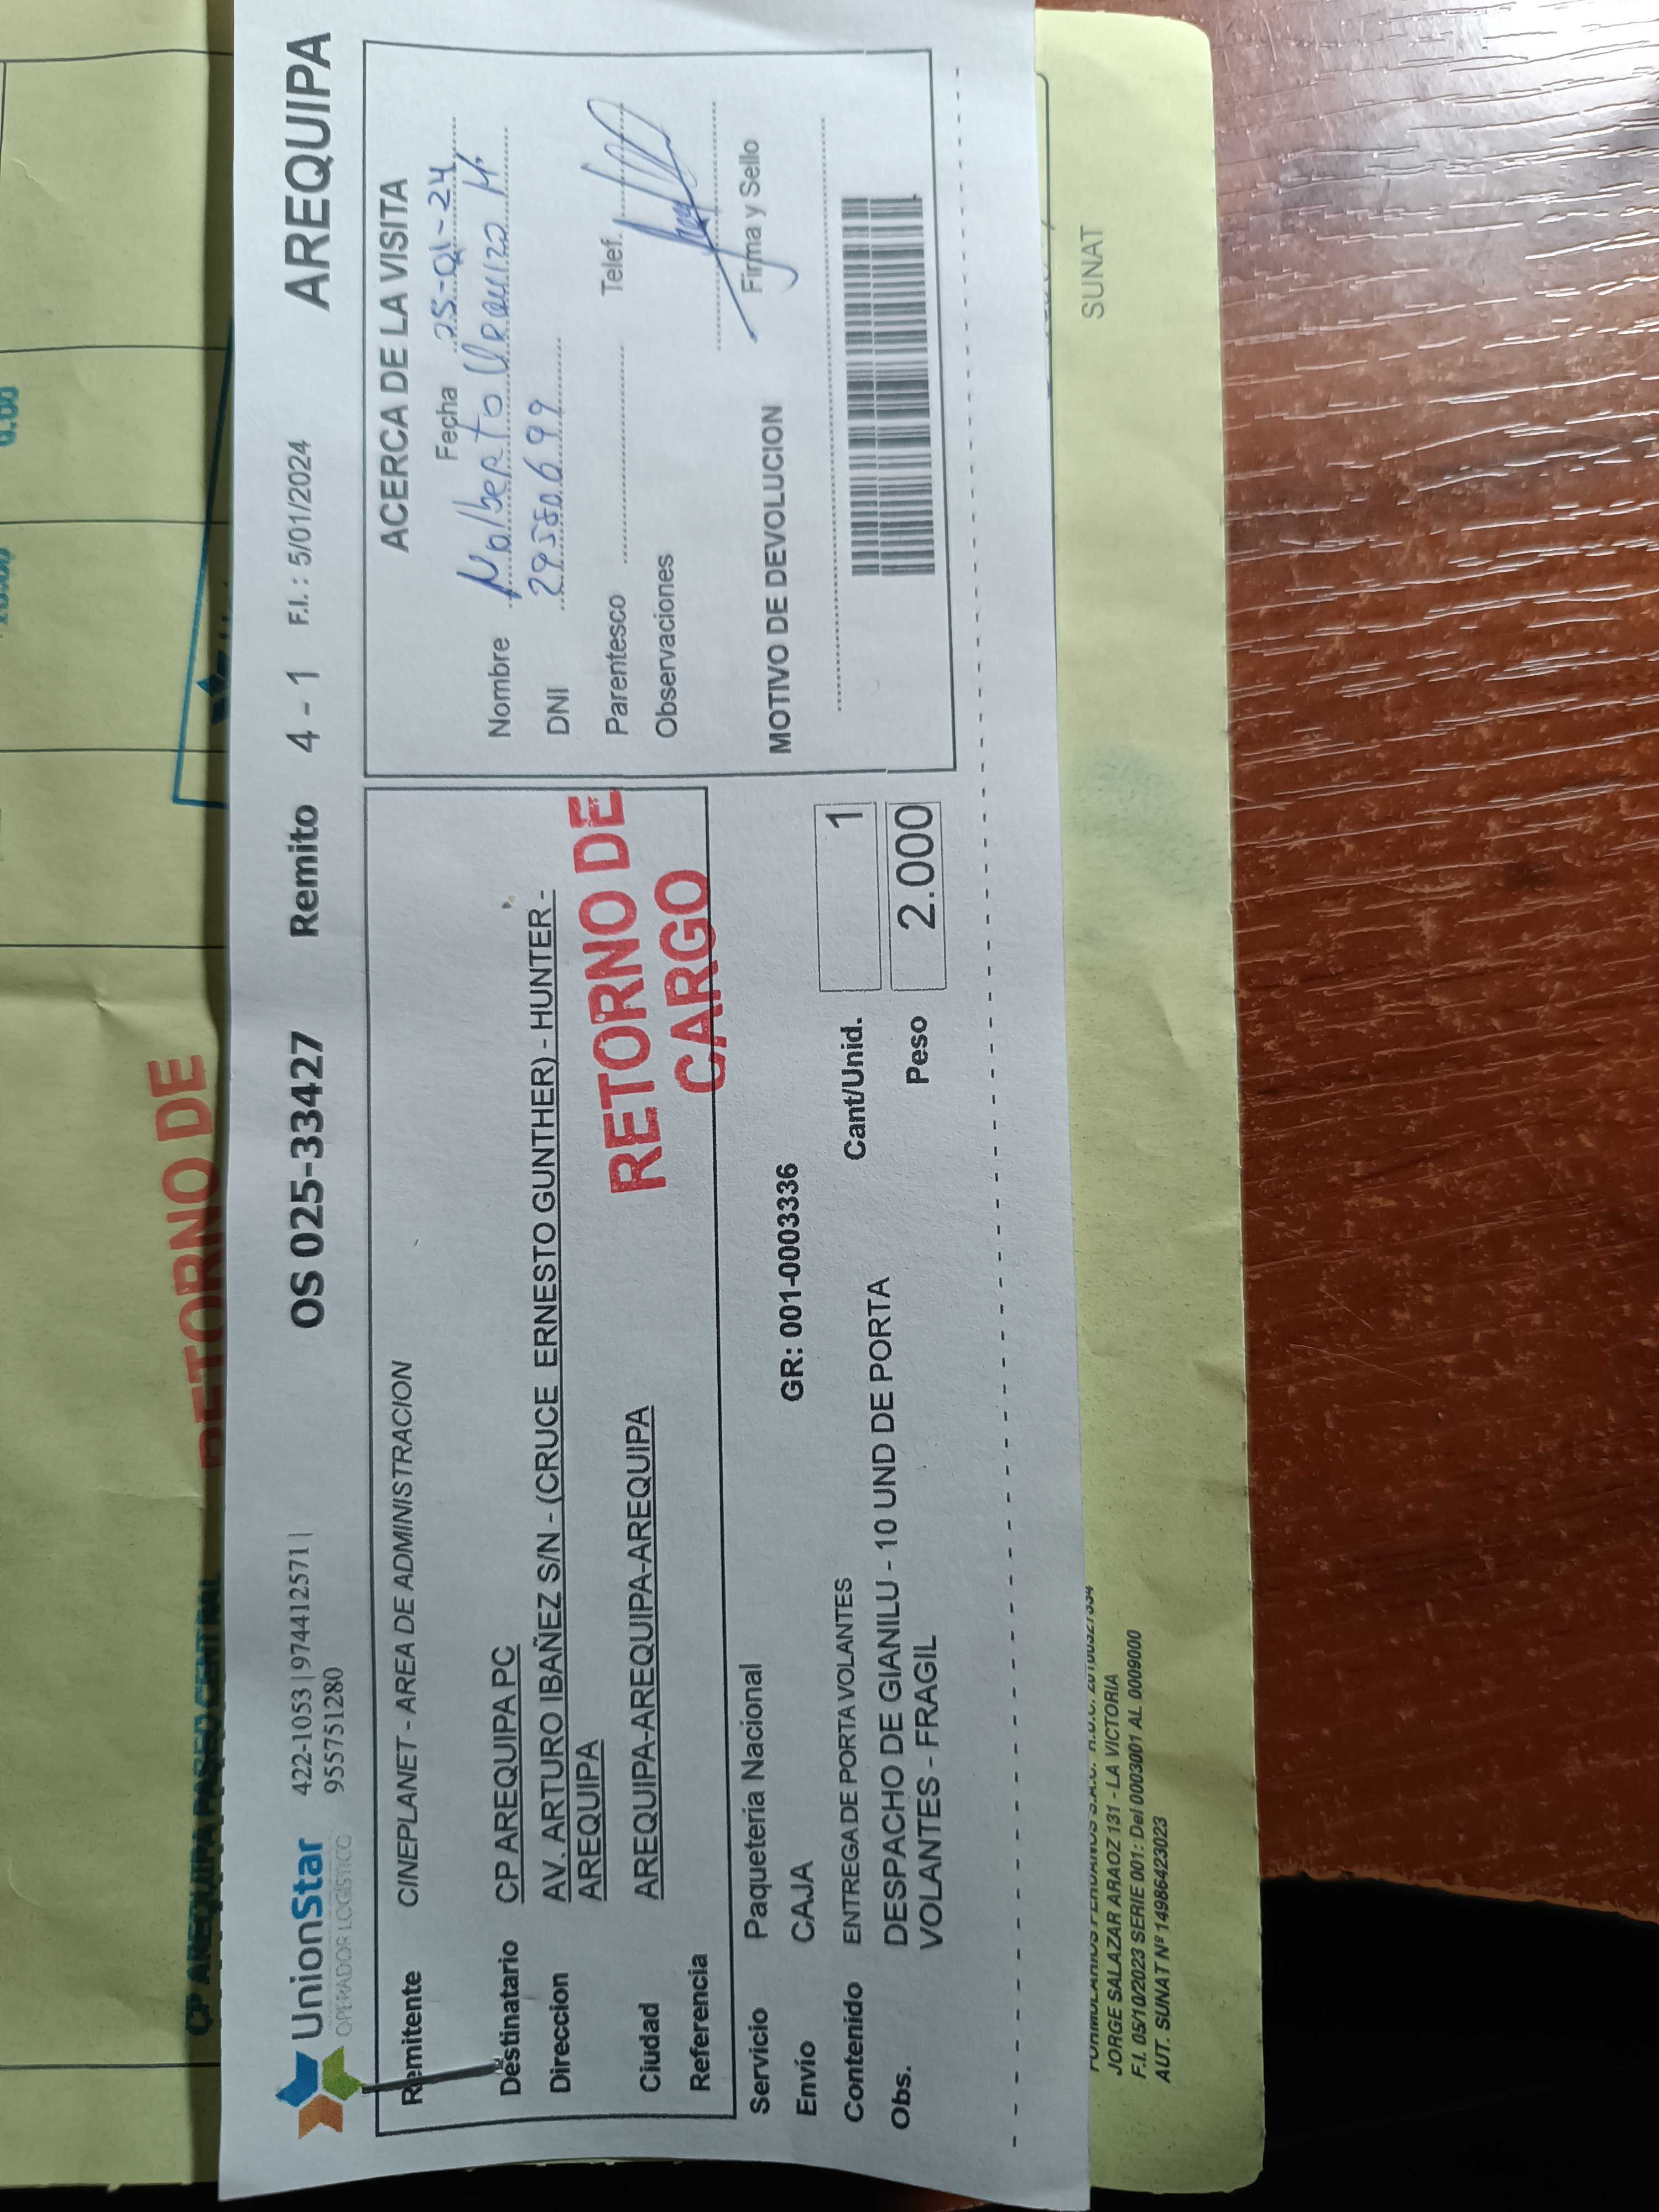 UnionStar
OPERADOR LOGÍSTICO
422-1053 | 974412571 |
955751280
OS 025-33427
Remito 4 - 1
F.I. : 5/01/2024
AREQUIPA
Remitente CINEPLANET - AREA DE ADMINISTRACION
Destinatario CP AREQUIPA PC
Direccion AV. ARTURO IBAÑEZ S/N - (CRUCE ERNESTO GUNTHER) - HUNTER -
AREQUIPA
Ciudad AREQUIPA-AREQUIPA-AREQUIPA
Referencia
RETORNO DE
CARGO
Servicio Paqueteria Nacional
GR: 001-0003336
Envío CAJA
Contenido ENTREGA DE PORTA VOLANTES
Cant/Unid. 1
Obs. DESPACHO DE GIANILU - 10 UND DE PORTA
VOLANTES - FRAGIL
Peso 2.000
ACERCA DE LA VISITA
Fecha 25-01-24
Nombre Nolberto H.
DNI 29580699
Parentesco Telef.
Observaciones
Firma y Sello
MOTIVO DE DEVOLUCION
RETORNO DE
CP AREQUIPA PASEO CENTRAL
JORGE SALAZAR ARAOZ 131 - LA VICTORIA
F.I. 05/10/2023 SERIE 001: Del 0003001 AL 0009000
AUT. SUNAT Nº 14986423023
SUNAT